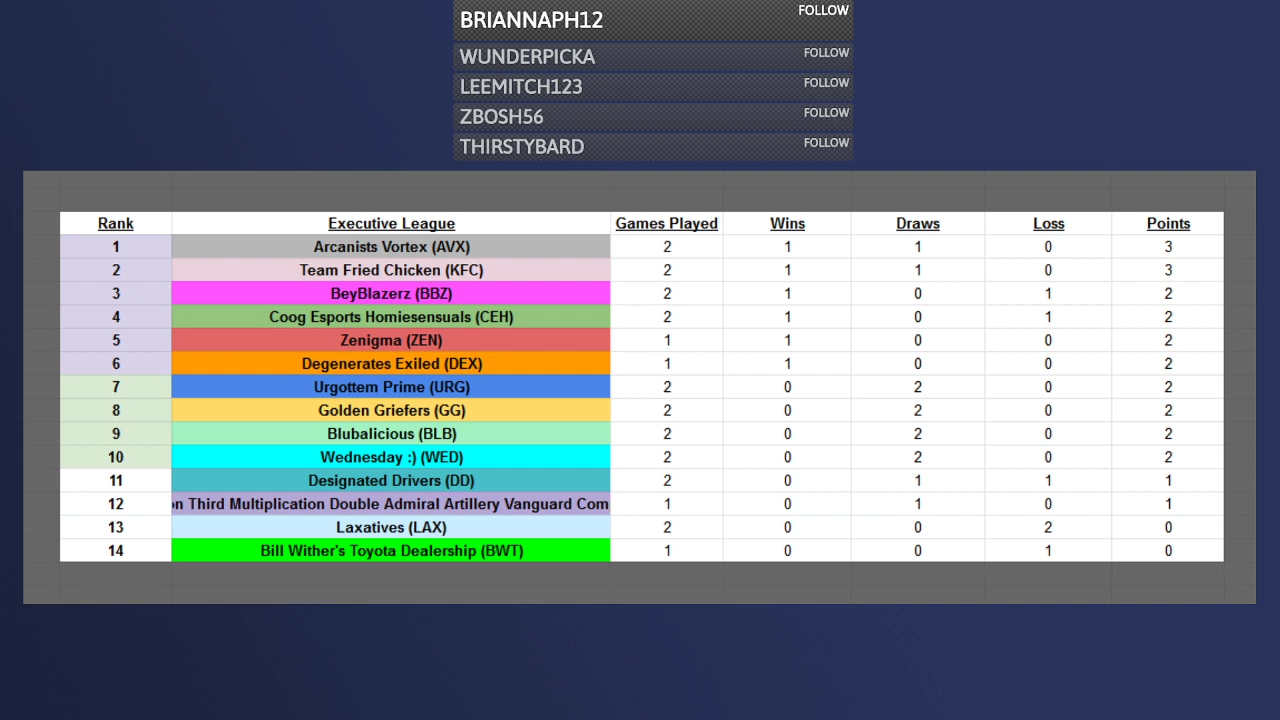 BRIANNAPH12 FOLLOW
WUNDERPICKA FOLLOW
LEEMITCH123 FOLLOW
ZBOSH56 FOLLOW
THIRSTYBARD FOLLOW
Rank Executive League Games Played Wins Draws Loss Points
1 Arcanists Vortex (AVX) 2 1 1 0 3
2 Team Fried Chicken (KFC) 2 1 1 0 3
3 BeyBlazerz (BBZ) 2 1 0 1 2
4 Coog Esports Homiesensuals (CEH) 2 1 0 1 2
5 Zenigma (ZEN) 1 1 0 0 2
6 Degenerates Exiled (DEX) 1 1 0 0 2
7 Urgottem Prime (URG) 2 0 2 0 2
8 Golden Griefers (GG) 2 0 2 0 2
9 Blubalicious (BLB) 2 0 2 0 2
10 Wednesday :) (WED) 2 0 2 0 2
11 Designated Drivers (DD) 2 0 1 1 1
12 on Third Multiplication Double Admiral Artillery Vanguard Com 1 0 1 0 1
13 Laxatives (LAX) 2 0 0 2 0
14 Bill Wither's Toyota Dealership (BWT) 1 0 0 1 0